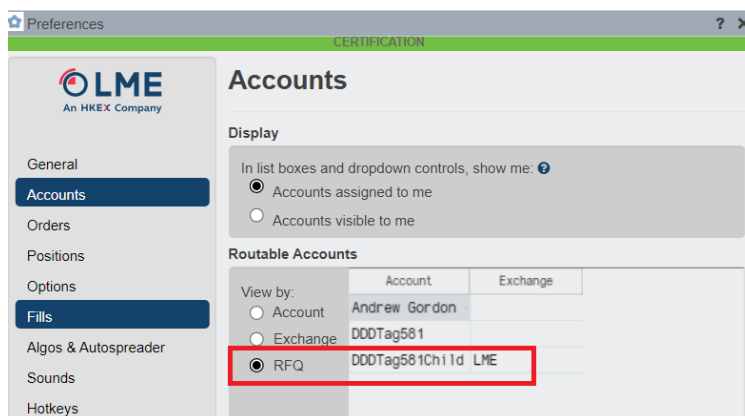 Preferences ? X
CERTIFICATION
LME
An HKEX Company
General
Accounts
Orders
Positions
Options
Fills
Algos & Autospreader
Sounds
Hotkeys
Accounts
Display
In list boxes and dropdown controls, show me: ?
Accounts assigned to me
Accounts visible to me
Routable Accounts
View by:
Account
Exchange
RFQ
Account Exchange
Andrew Gordon -
DDDTag581
DDDTag581Child LME